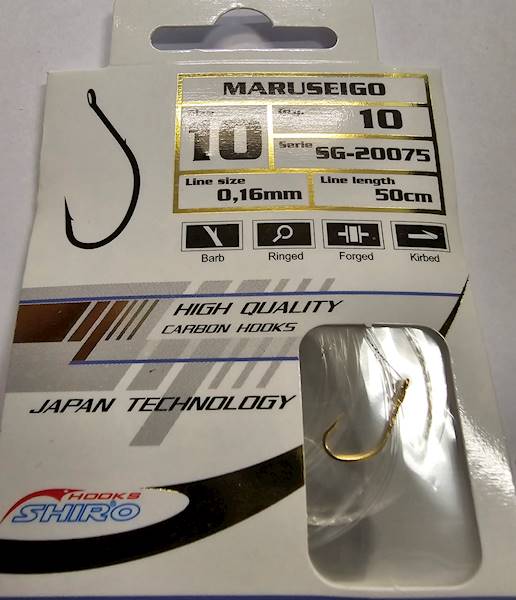 MARUSEIGO
10
10
Serie SG-20075
Line size 0,16mm
Line length 50cm
Barb Ringed Forged Kirbed
HIGH QUALITY
CARBON HOOKS
JAPAN TECHNOLOGY
HOOKS
SHIRO